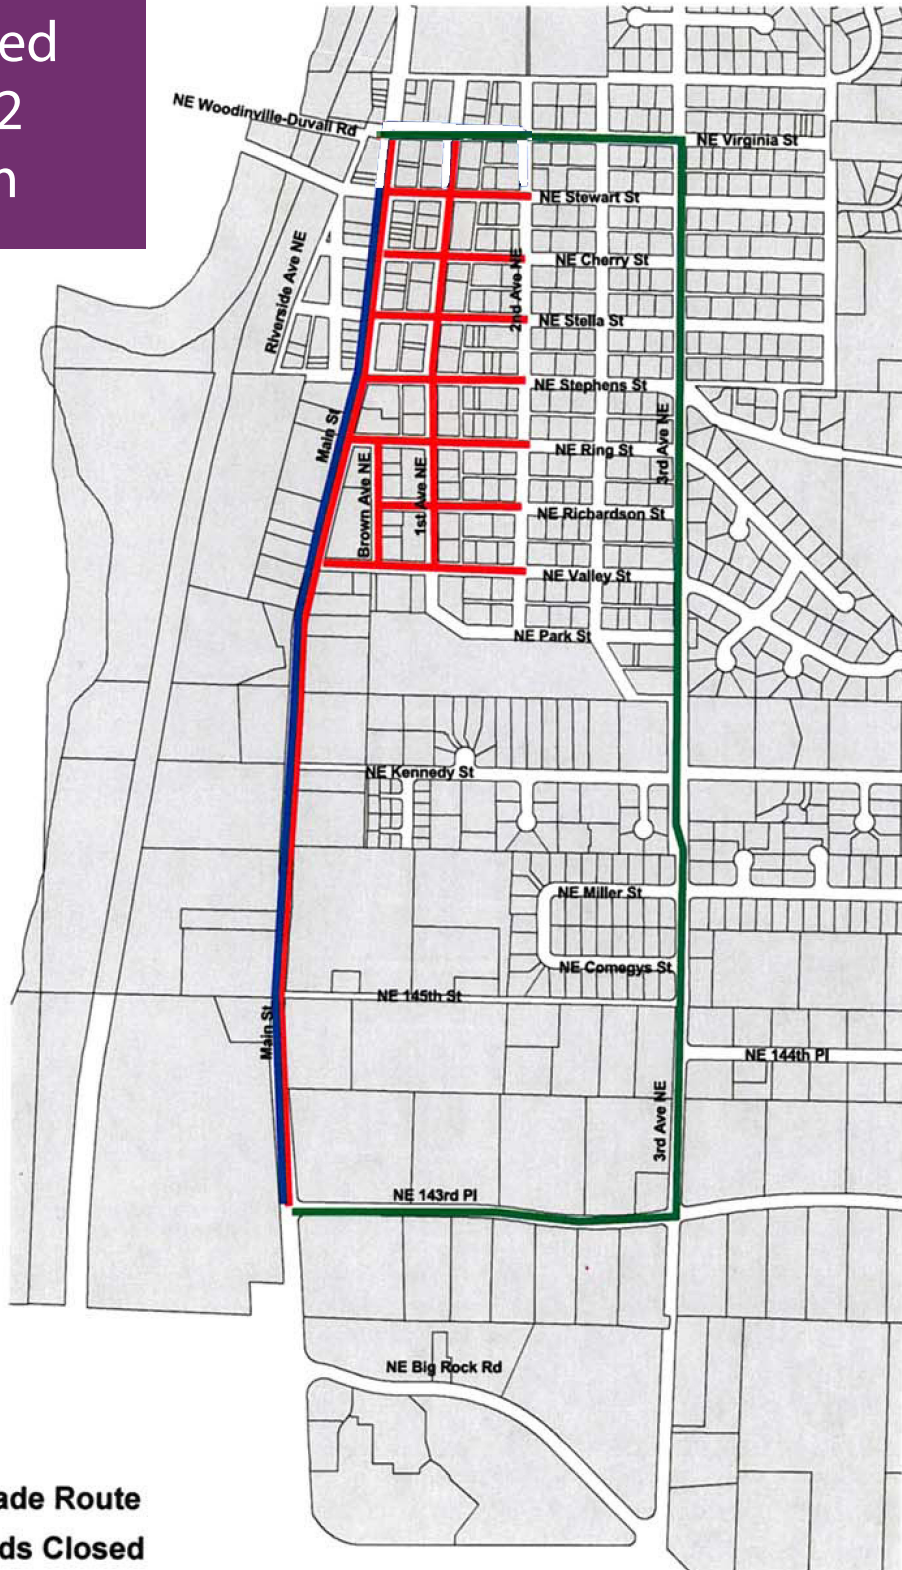 ed
2
n
NE Woodinville-Duvall Rd
NE Virginia St
NE Stewart St
Riverside Ave NE
2nd Ave NE
NE Cherry St
NE Stella St
NE Stephens St
Main St
3rd Ave NE
NE Ring St
Brown Ave NE
1st Ave NE
NE Richardson St
NE Valley St
NE Park St
NE Kennedy St
NE Miller St
NE Comegys St
NE 145th St
Main St
NE 144th Pl
3rd Ave NE
NE 143rd Pl
NE Big Rock Rd
ade Route
ds Closed